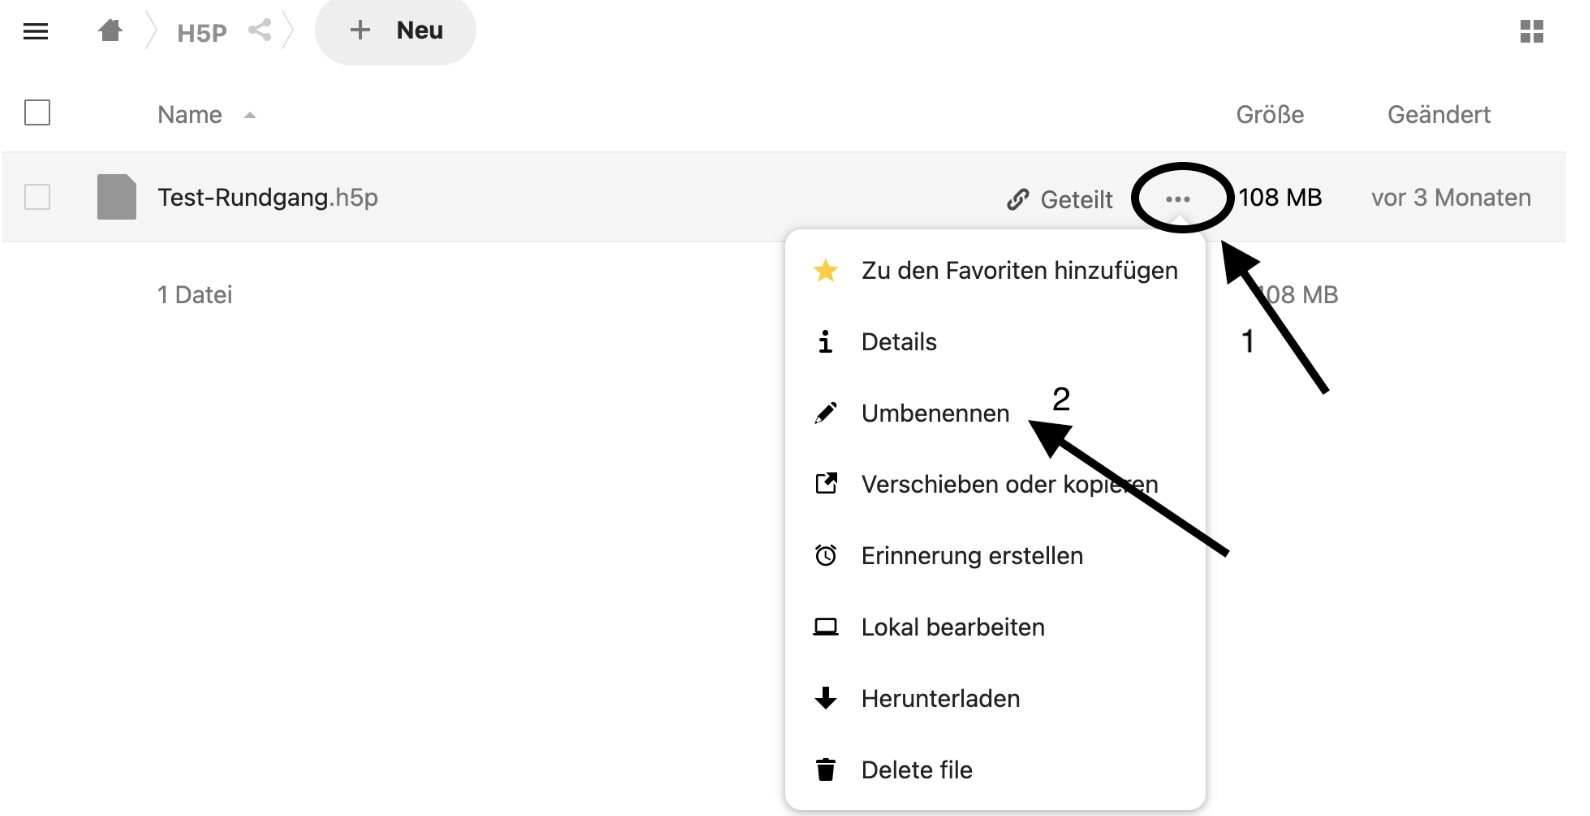 H5P + Neu
Name Größe Geändert
Test-Rundgang.h5p Geteilt ... 108 MB vor 3 Monaten
Zu den Favoriten hinzufügen
1 Datei 108 MB
Details 1
Umbenennen 2
Verschieben oder kopieren
Erinnerung erstellen
Lokal bearbeiten
Herunterladen
Delete file